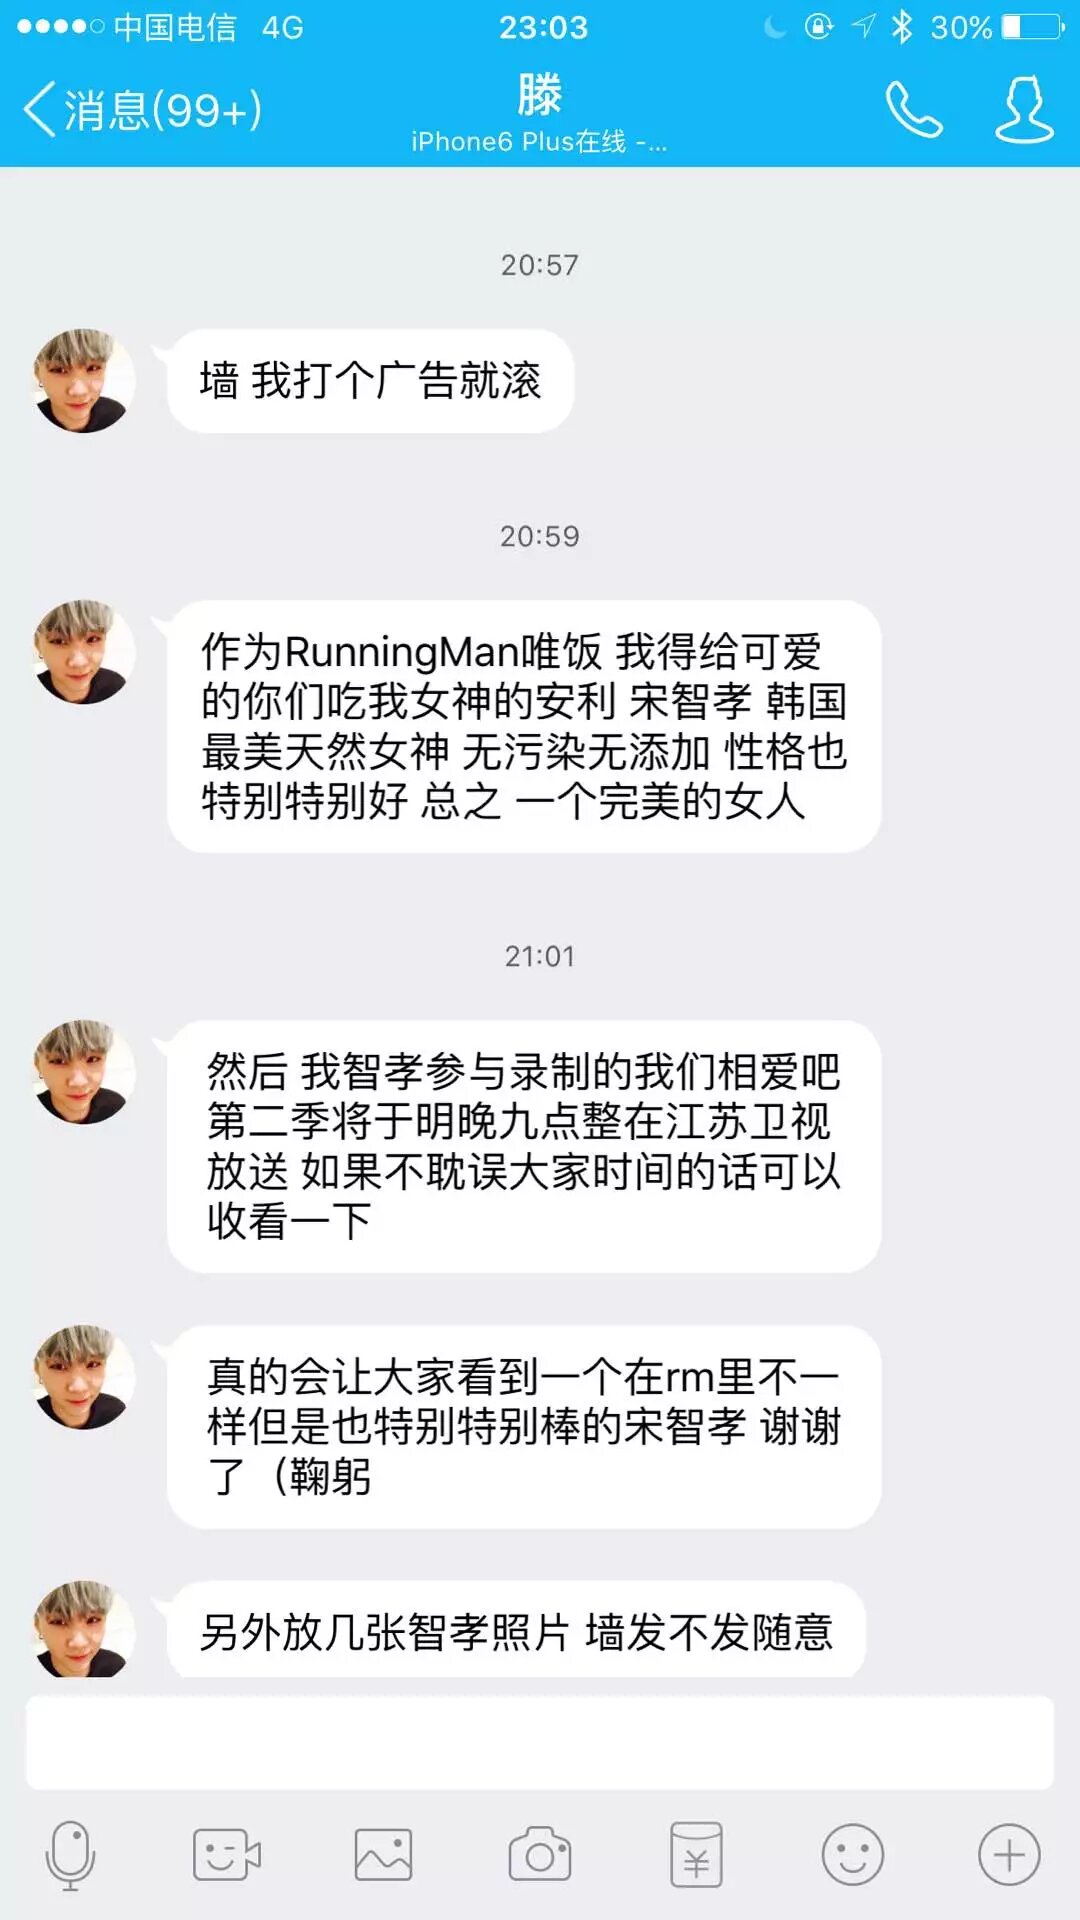 中国电信 4G 23:03 30%
消息(99+)
滕
iPhone6 Plus在线 -...
20:57
墙 我打个广告就滚
20:59
作为RunningMan唯饭 我得给可爱
的你们吃我女神的安利 宋智孝 韩国
最美天然女神 无污染无添加 性格也
特别特别好 总之 一个完美的女人
21:01
然后 我智孝参与录制的我们相爱吧
第二季将于明晚九点整在江苏卫视
放送 如果不耽误大家时间的话可以
收看一下
真的会让大家看到一个在rm里不一
样但是也特别特别棒的宋智孝 谢谢
了（鞠躬
另外放几张智孝照片 墙发不发随意